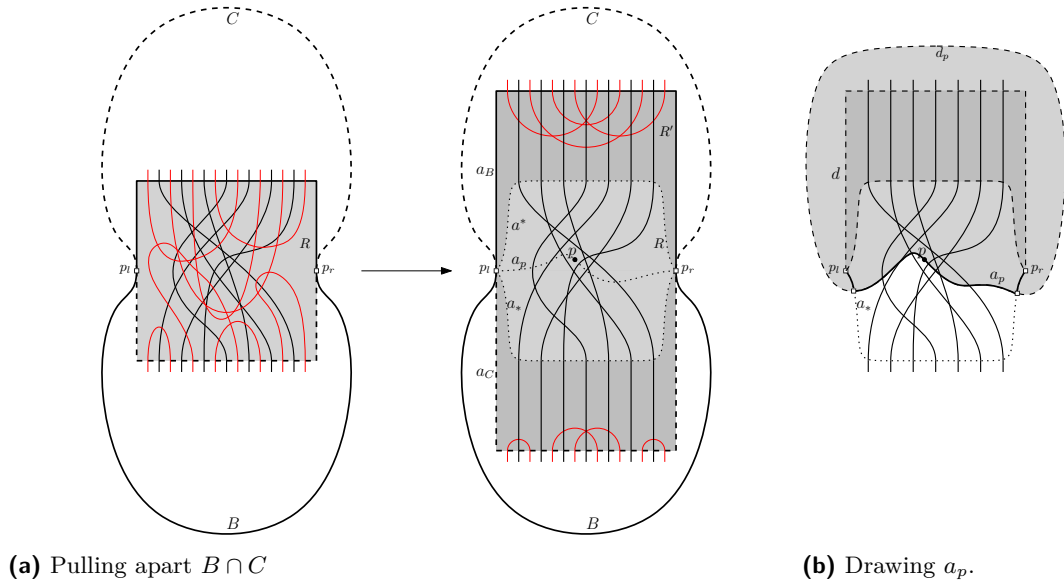 C
R
p_l
p_r
B
C
R'
a_B
a^*
R
p_l
a_p
p
p_r
a_*
a_C
B
d_p
d
p
p_l
p_r
a_p
a_*
(a) Pulling apart B ∩ C
(b) Drawing a_p.